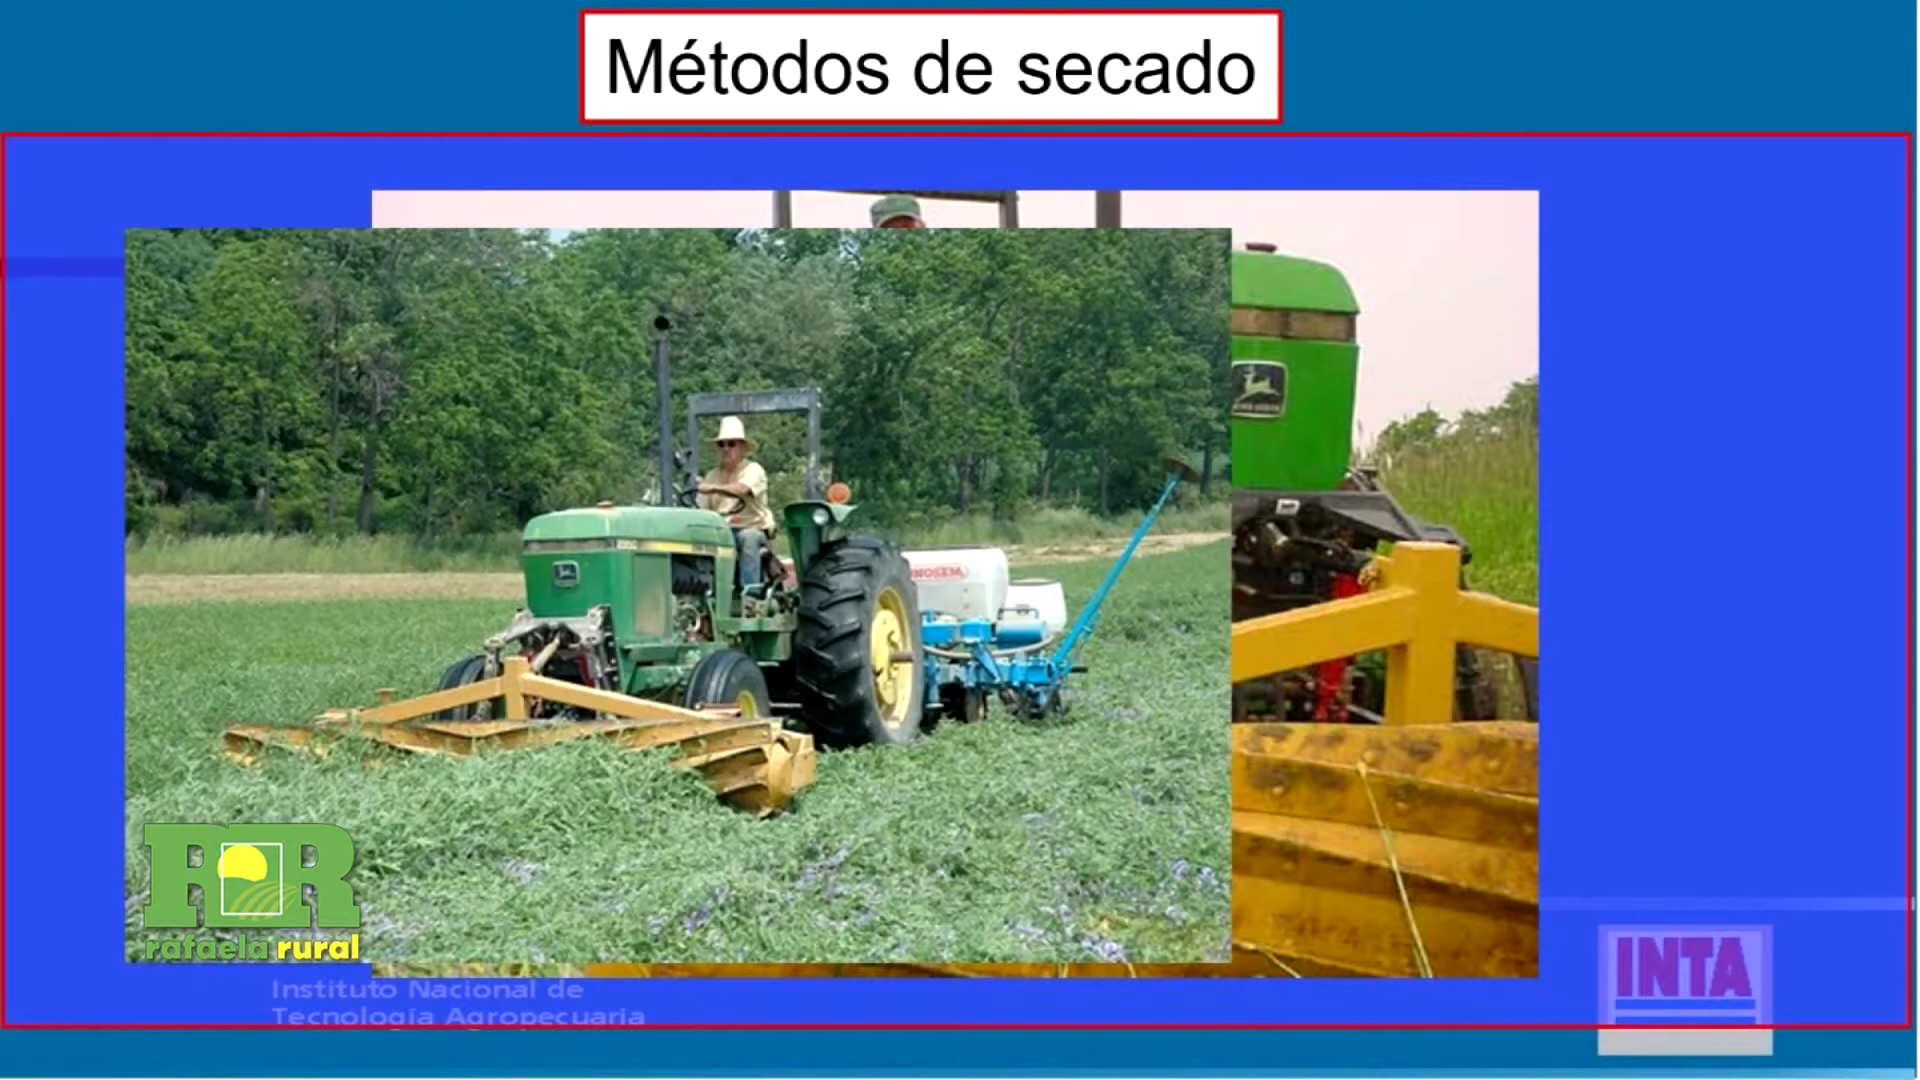 Métodos de secado
rafaela rural
Instituto Nacional de
Tecnología Agropecuaria
INTA